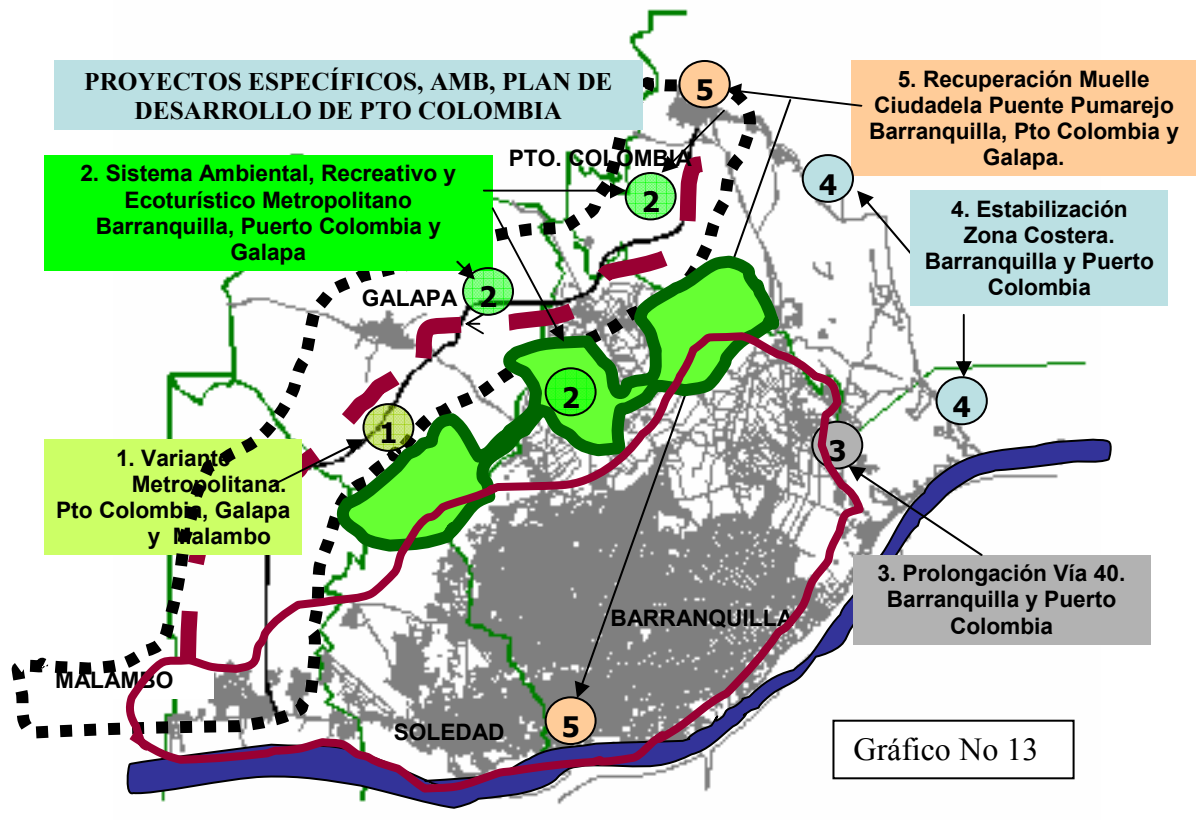 PROYECTOS ESPECÍFICOS, AMB, PLAN DE
DESARROLLO DE PTO COLOMBIA
5
5. Recuperación Muelle
Ciudadela Puente Pumarejo
Barranquilla, Pto Colombia y
Galapa.
PTO. COLOMBIA
2. Sistema Ambiental, Recreativo y
Ecoturístico Metropolitano
Barranquilla, Puerto Colombia y
Galapa
2
4
4. Estabilización
Zona Costera.
Barranquilla y Puerto
Colombia
GALAPA
2
2
4
1
3
1. Variante
Metropolitana.
Pto Colombia, Galapa
y Malambo
3. Prolongación Vía 40.
Barranquilla y Puerto
Colombia
BARRANQUILLA
MALAMBO
SOLEDAD
5
Gráfico No 13